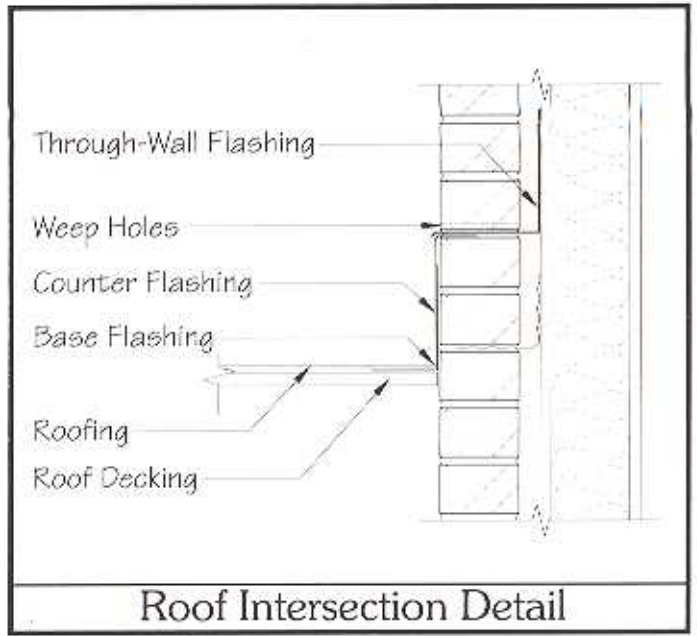 Through-Wall Flashing
Weep Holes
Counter Flashing
Base Flashing
Roofing
Roof Decking
Roof Intersection Detail